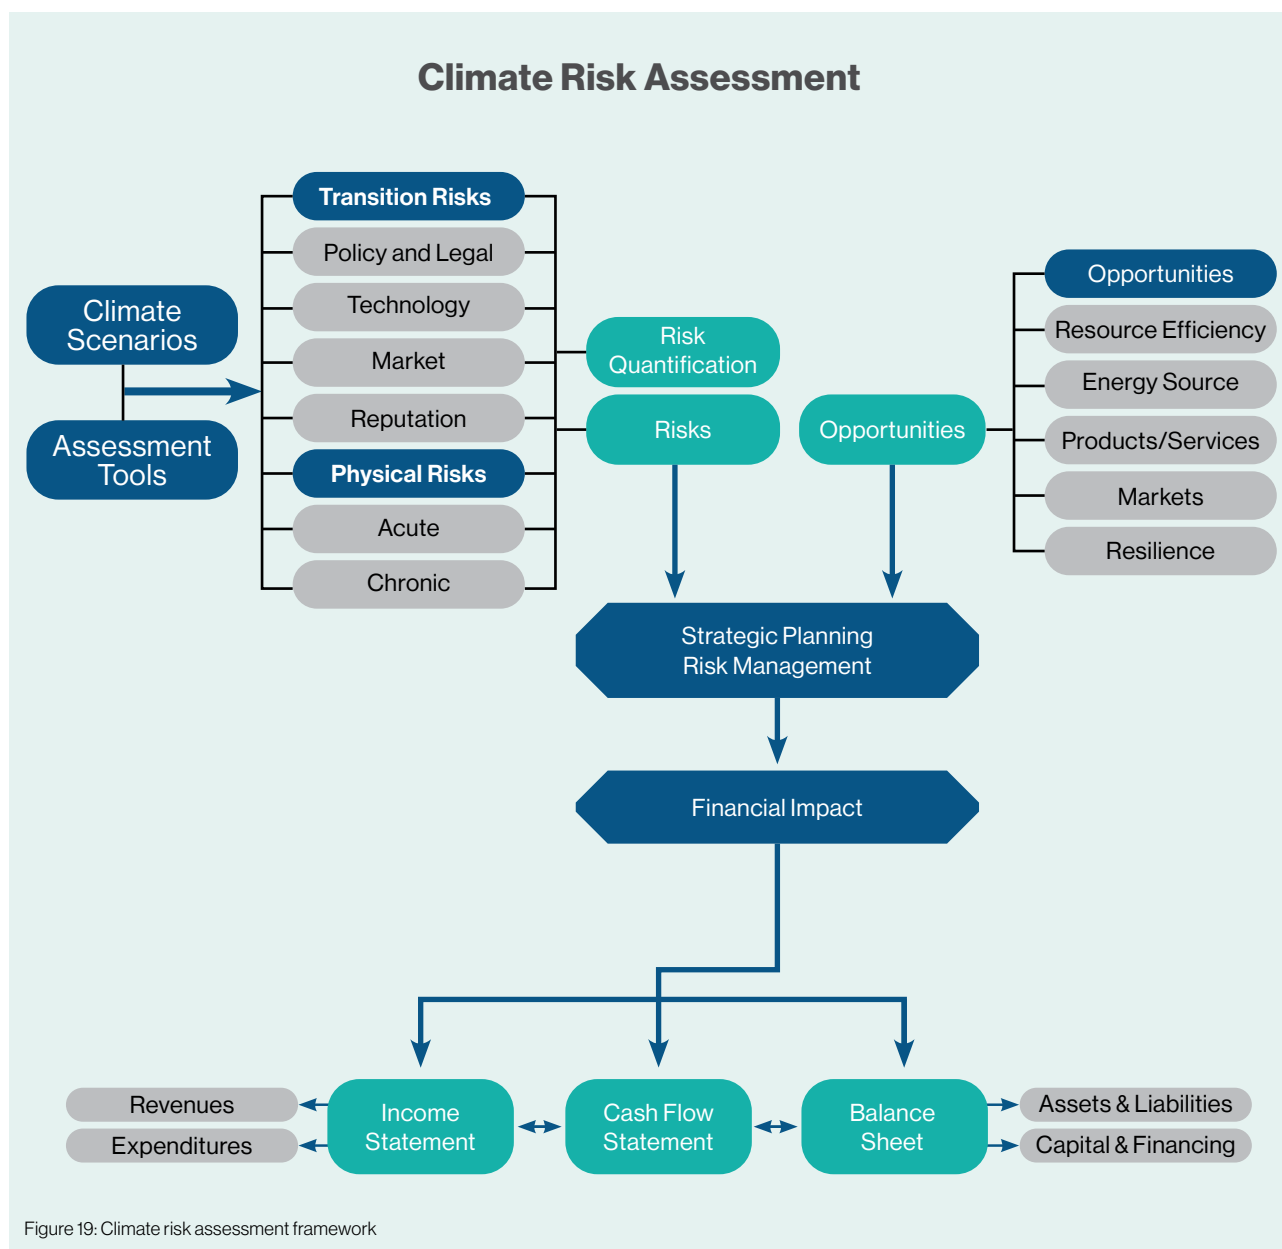 Climate Risk Assessment
Climate
Scenarios
Assessment
Tools
Transition Risks
Policy and Legal
Technology
Market
Reputation
Physical Risks
Acute
Chronic
Risk
Quantification
Risks
Opportunities
Opportunities
Resource Efficiency
Energy Source
Products/Services
Markets
Resilience
Strategic Planning
Risk Management
Financial Impact
Revenues
Expenditures
Income
Statement
Cash Flow
Statement
Balance
Sheet
Assets & Liabilities
Capital & Financing
Figure 19: Climate risk assessment framework